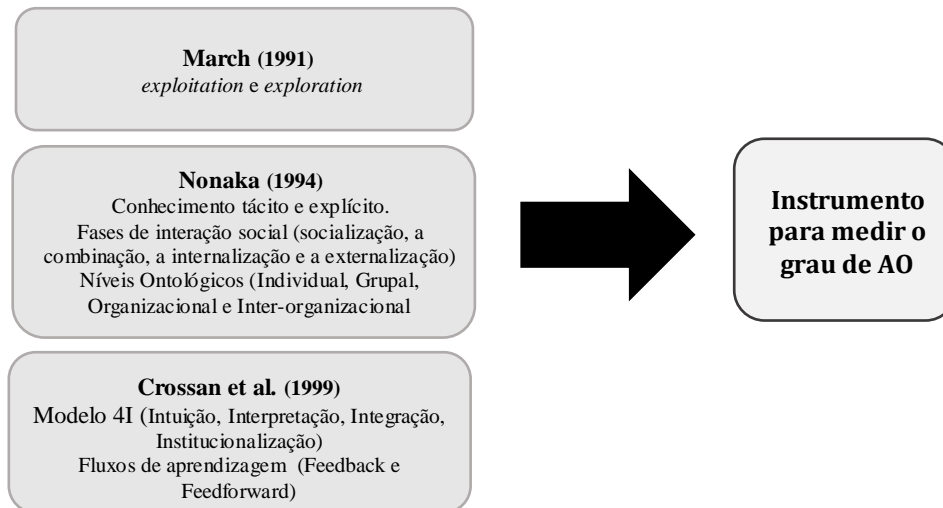 March (1991)
exploitation e exploration
Nonaka (1994)
Conhecimento tácito e explícito.
Fases de interação social (socialização, a
combinação, a internalização e a externalização)
Níveis Ontológicos (Individual, Grupal,
Organizacional e Inter-organizacional
Crossan et al. (1999)
Modelo 4I (Intuição, Interpretação, Integração,
Institucionalização)
Fluxos de aprendizagem (Feedback e
Feedforward)
Instrumento
para medir o
grau de AO